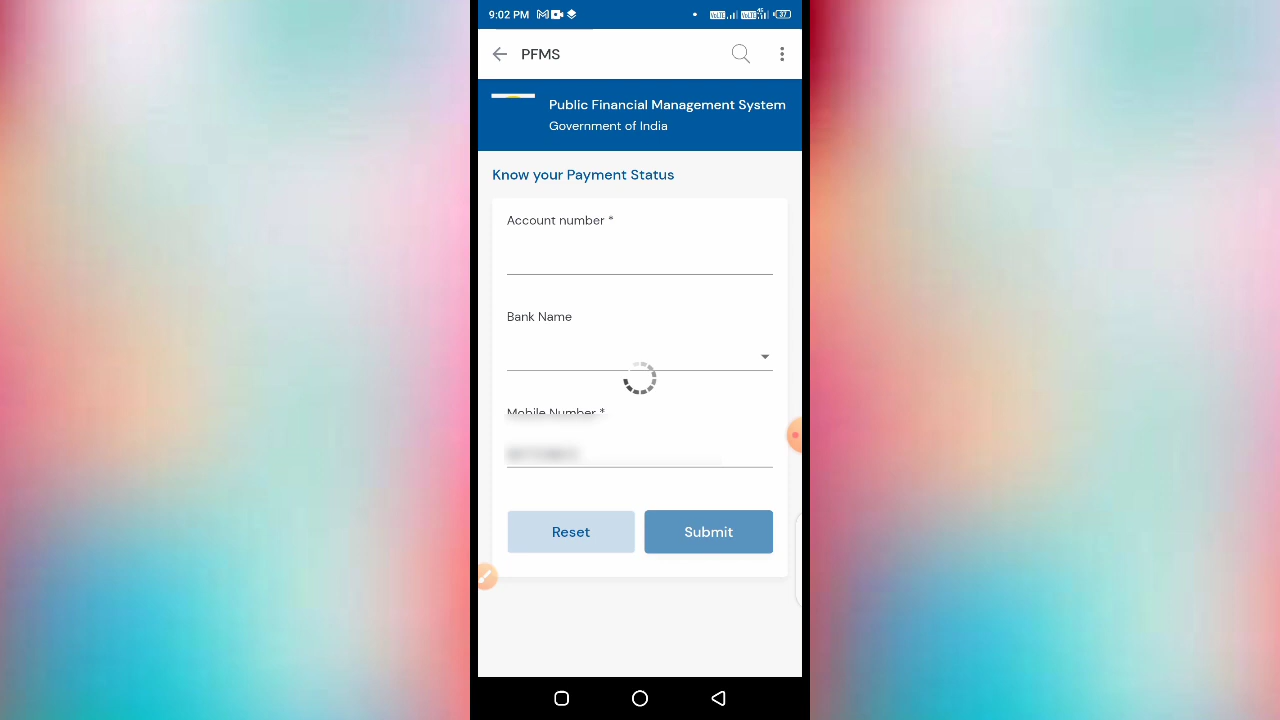 9:02 PM
37
PFMS
Public Financial Management System
Government of India
Know your Payment Status
Account number *
Bank Name
Mobile Number *
Reset
Submit